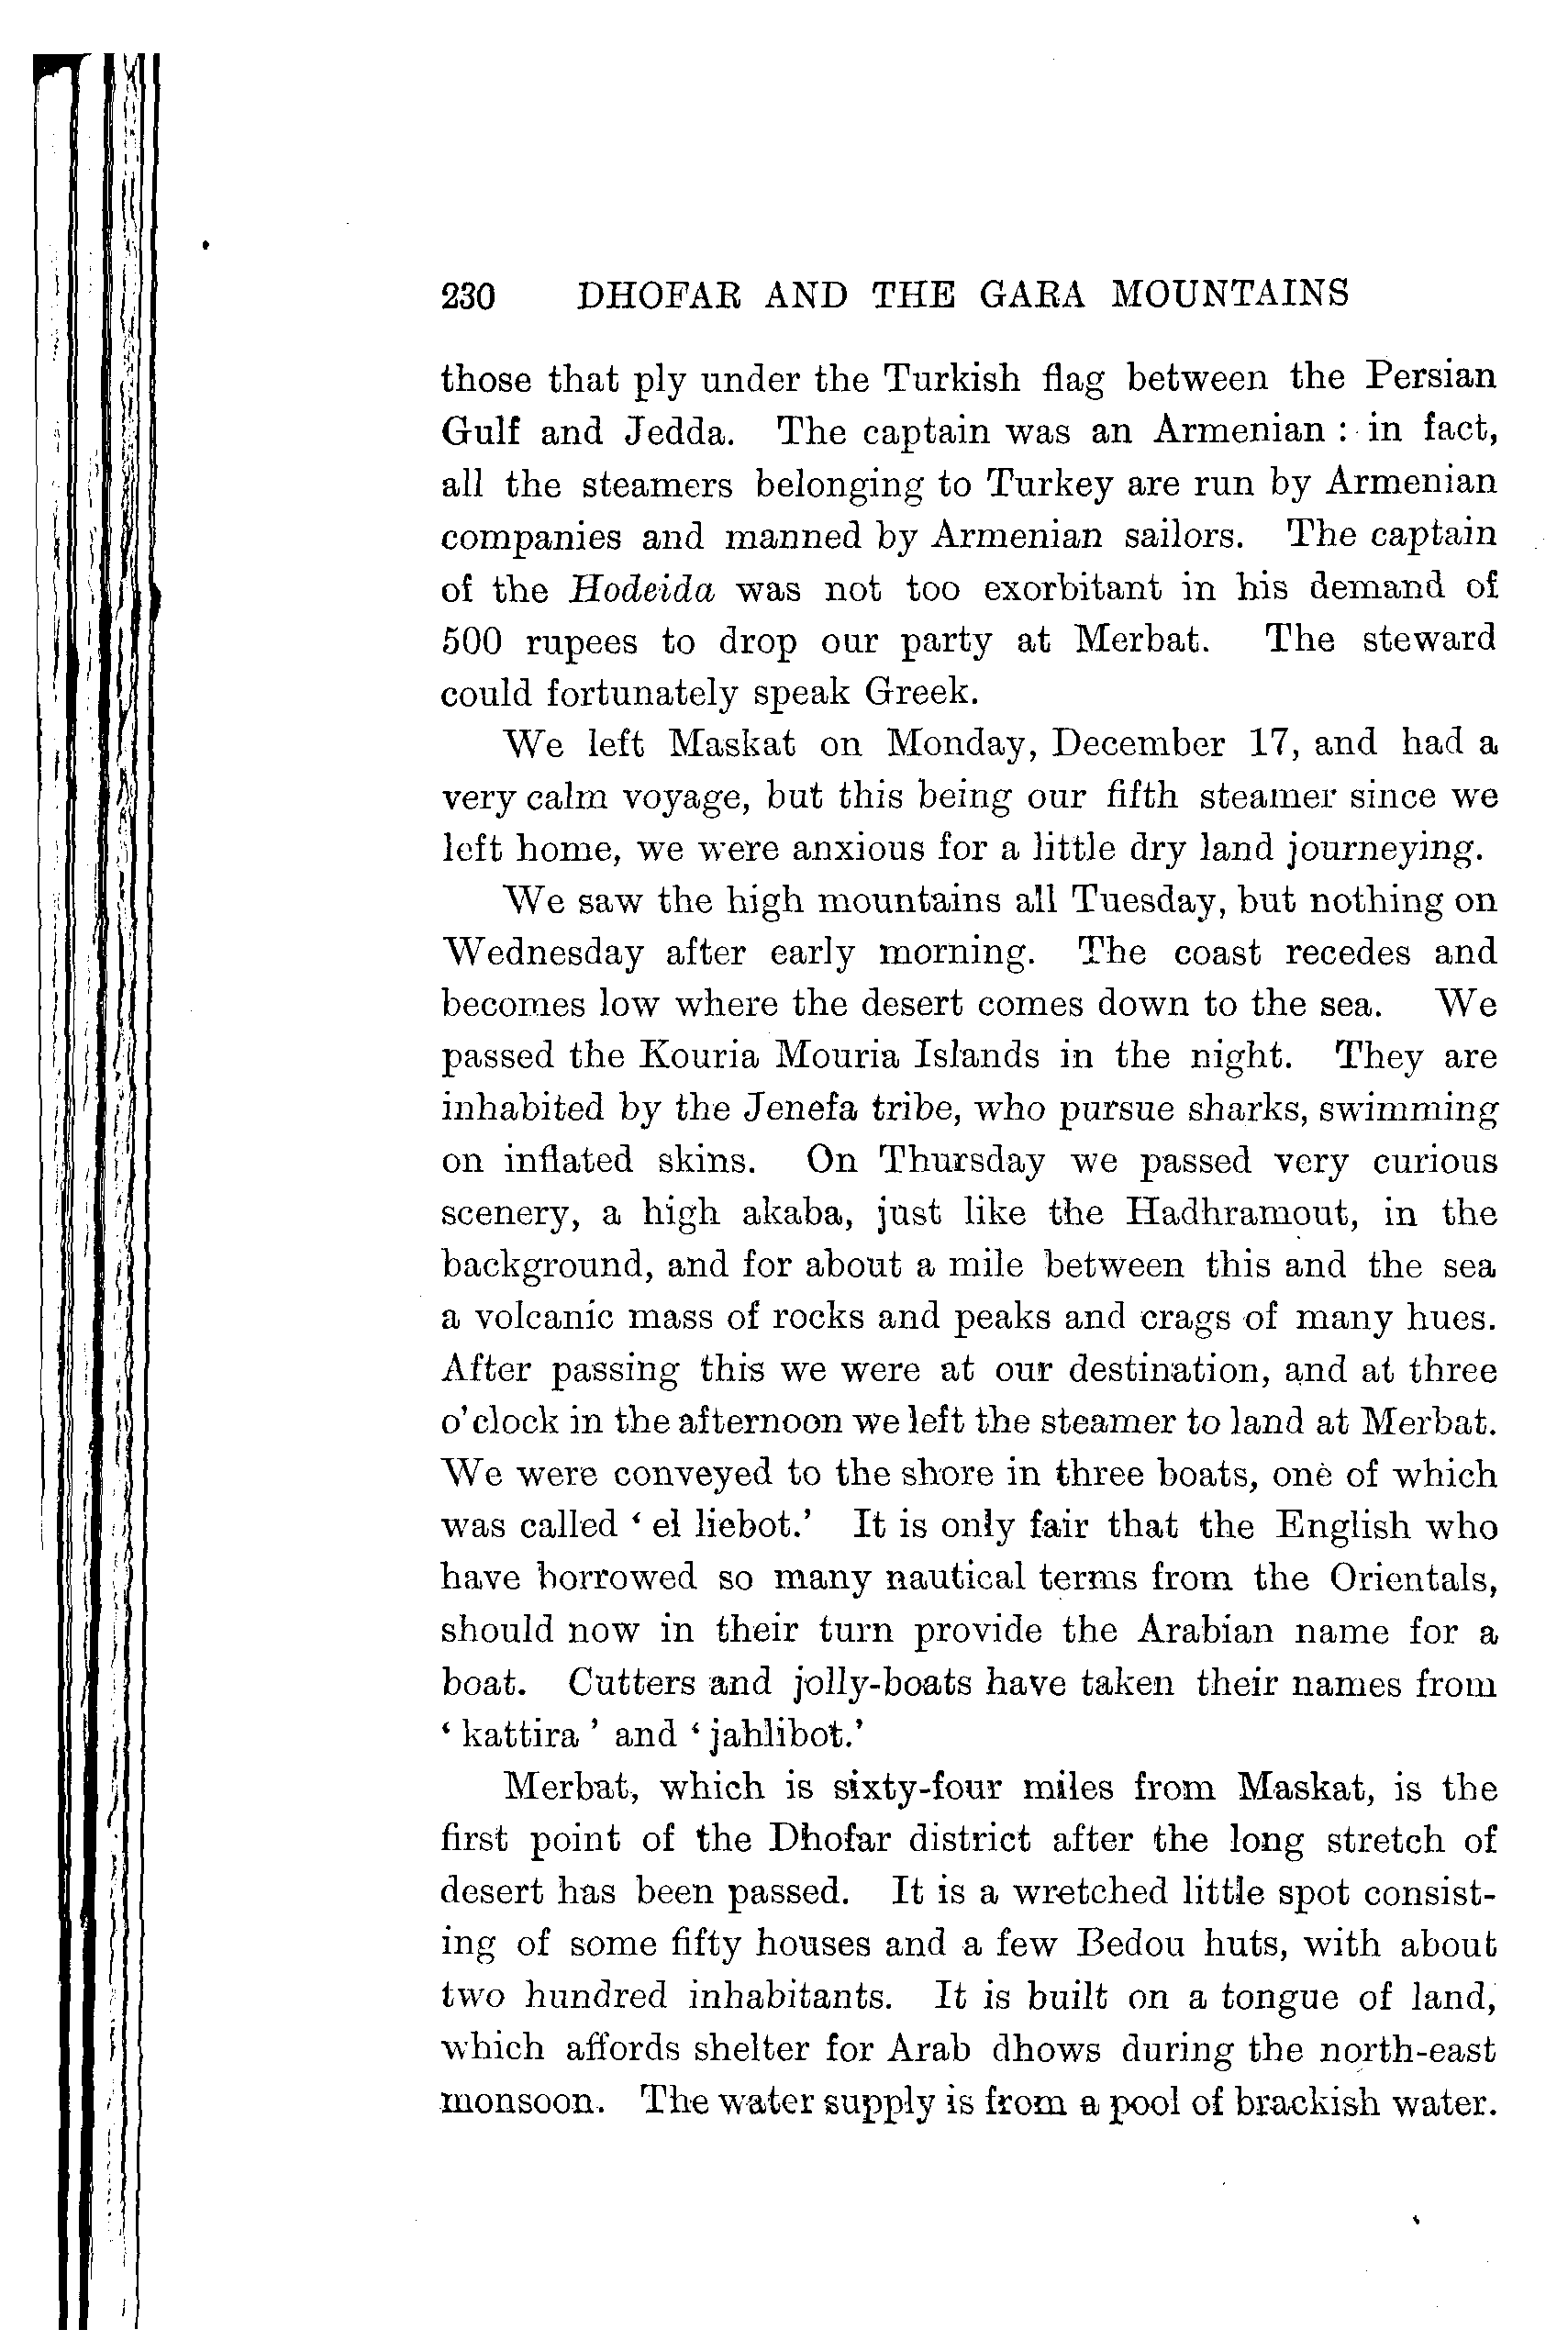 230 DHOFAR AND THE GARA MOUNTAINS
those that ply under the Turkish flag between the Persian
Gulf and Jedda. The captain was an Armenian : in fact,
all the steamers belonging to Turkey are run by Armenian
companies and manned by Armenian sailors. The captain
of the Hodeida was not too exorbitant in his demand of
500 rupees to drop our party at Merbat. The steward
could fortunately speak Greek.
We left Maskat on Monday, December 17, and had a
very calm voyage, but this being our fifth steamer since we
left home, we were anxious for a little dry land journeying.
We saw the high mountains all Tuesday, but nothing on
Wednesday after early morning. The coast recedes and
becomes low where the desert comes down to the sea. We
passed the Kouria Mouria Islands in the night. They are
inhabited by the Jenefa tribe, who pursue sharks, swimming
on inflated skins. On Thursday we passed very curious
scenery, a high akaba, just like the Hadhramout, in the
background, and for about a mile between this and the sea
a volcanic mass of rocks and peaks and crags of many hues.
After passing this we were at our destination, and at three
o'clock in the afternoon we left the steamer to land at Merbat.
We were conveyed to the shore in three boats, one of which
was called ‘ el liebot.’ It is only fair that the English who
have borrowed so many nautical terms from the Orientals,
should now in their turn provide the Arabian name for a
boat. Cutters and jolly-boats have taken their names from
‘ kattira ’ and ‘ jahlibot.’
Merbat, which is sixty-four miles from Maskat, is the
first point of the Dhofar district after the long stretch of
desert has been passed. It is a wretched little spot consist-
ing of some fifty houses and a few Bedou huts, with about
two hundred inhabitants. It is built on a tongue of land,
which affords shelter for Arab dhows during the north-east
monsoon. The water supply is from a pool of brackish water.